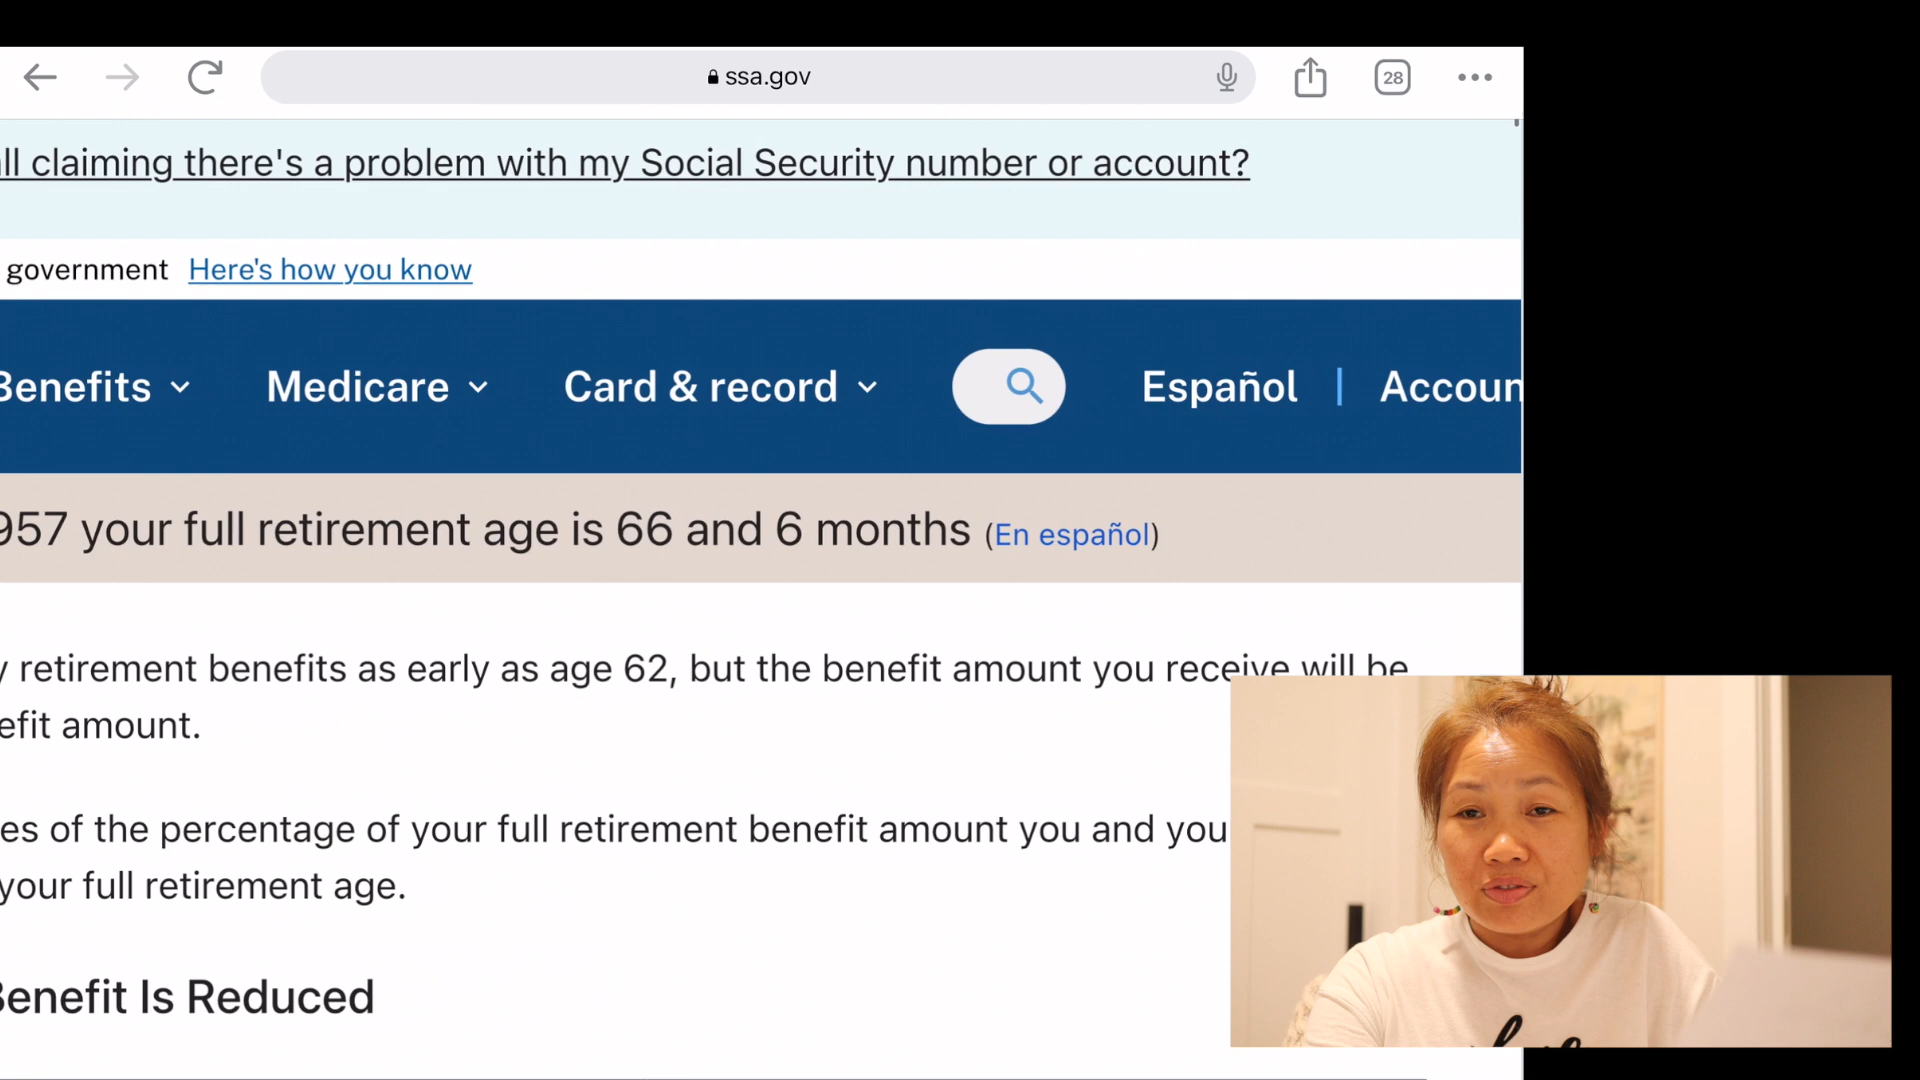 ssa.gov
28
ll claiming there's a problem with my Social Security number or account?
government Here's how you know
Benefits Medicare Card & record Español | Accoun
957 your full retirement age is 66 and 6 months (En español)
y retirement benefits as early as age 62, but the benefit amount you receive will be
efit amount.
es of the percentage of your full retirement benefit amount you and you
your full retirement age.
Benefit Is Reduced